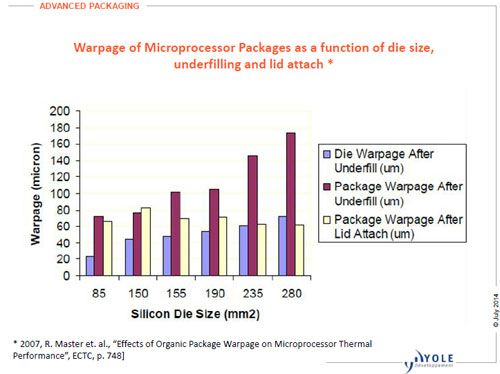 ADVANCED PACKAGING
Warpage of Microprocessor Packages as a function of die size,
underfilling and lid attach *
200
180
160
140
120
100
80
60
40
20
0
Warpage (micron)
85 150 155 190 235 280
Silicon Die Size (mm2)
Die Warpage After
Underfill (um)
Package Warpage After
Underfill (um)
Package Warpage After
Lid Attach (um)
© July 2014
* 2007, R. Master et. al., “Effects of Organic Package Warpage on Microprocessor Thermal
Performance”, ECTC, p. 748]
YOLE
Développement